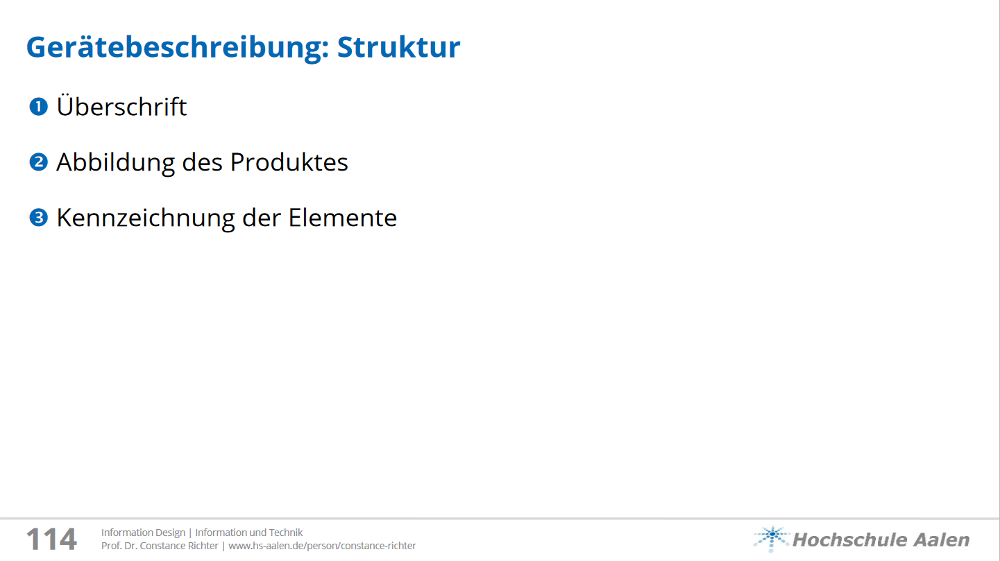 Gerätebeschreibung: Struktur
❶ Überschrift
❷ Abbildung des Produktes
❸ Kennzeichnung der Elemente
114
Information Design | Information und Technik
Prof. Dr. Constance Richter | www.hs-aalen.de/person/constance-richter
Hochschule Aalen